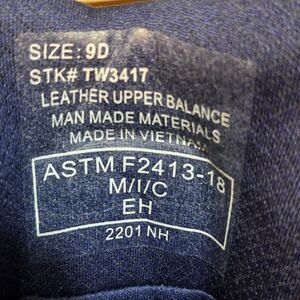 SIZE: 9D
STK# TW3417
LEATHER UPPER BALANCE
MAN MADE MATERIALS
MADE IN VIETNAM
ASTM F2413-18
M/I/C
EH
2201 NH